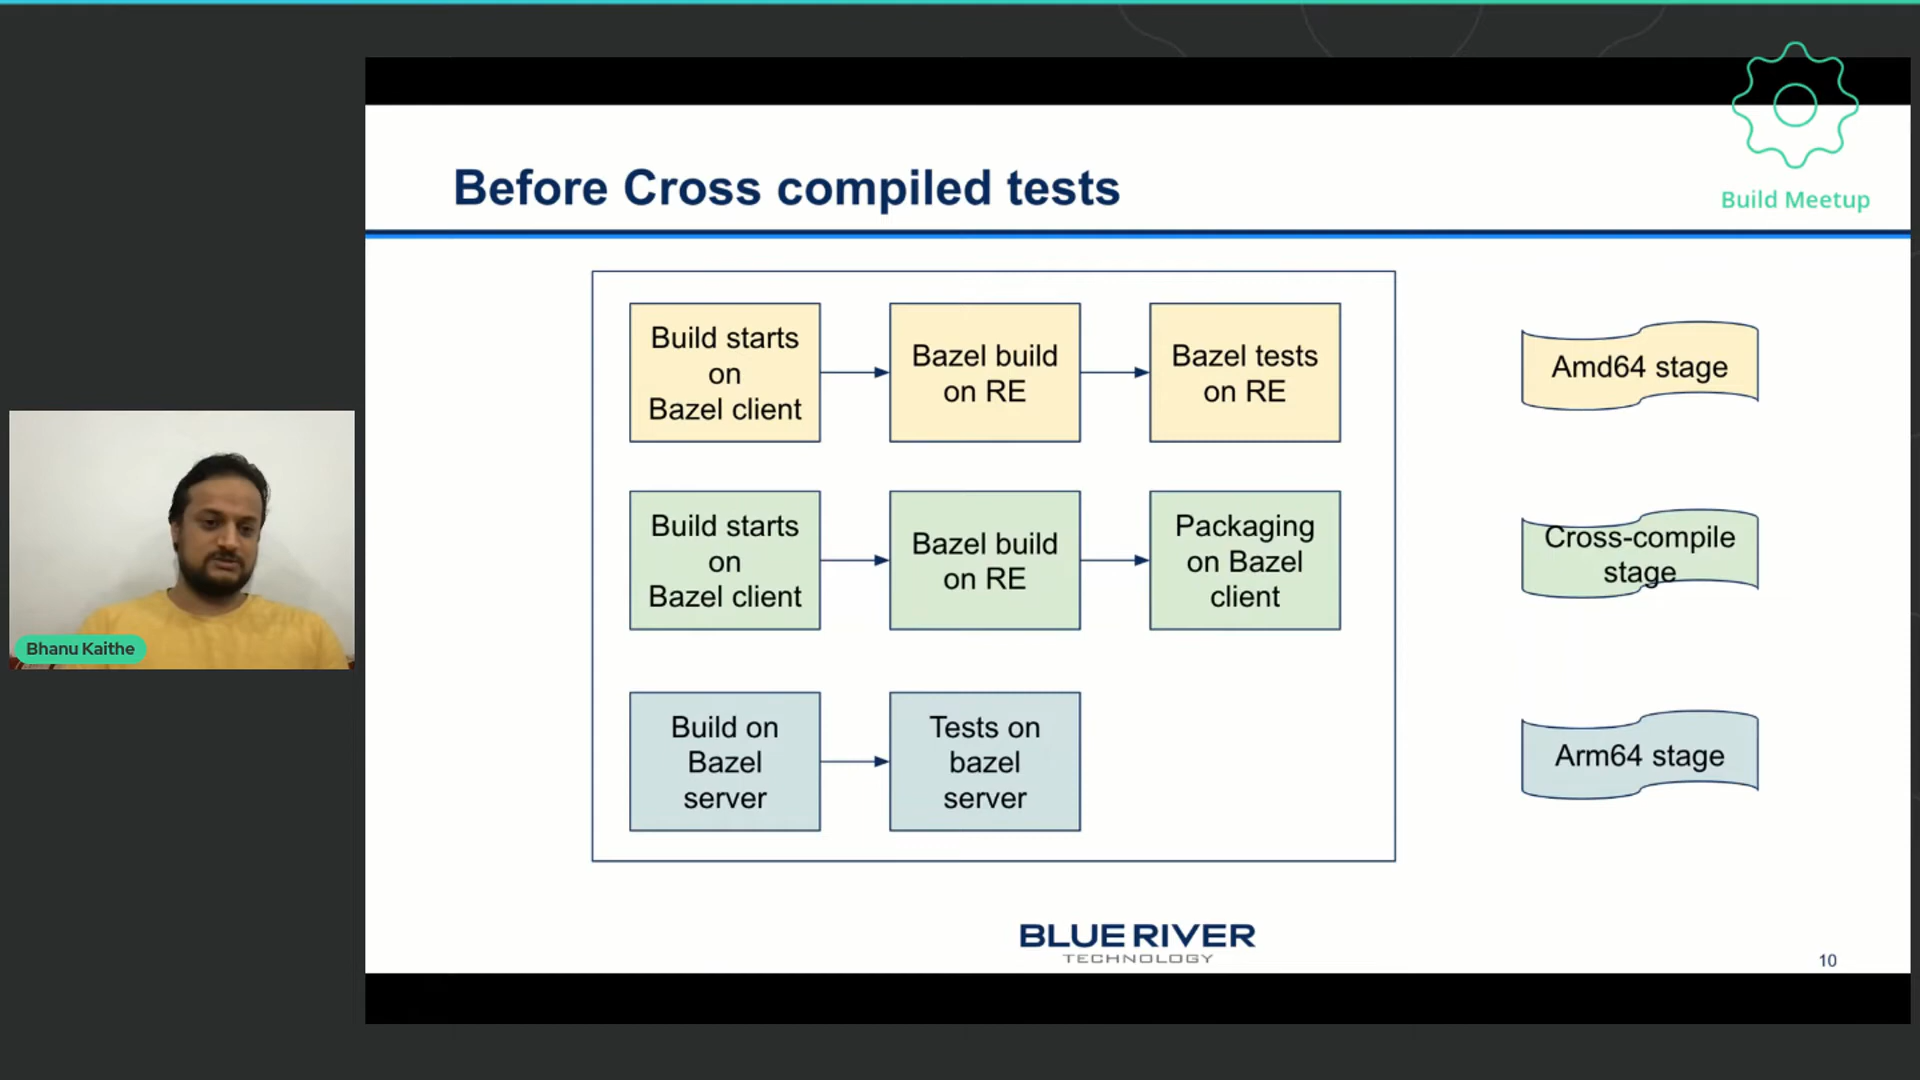 Build Meetup
Before Cross compiled tests
Build starts
on
Bazel client
Bazel build
on RE
Bazel tests
on RE
Amd64 stage
Build starts
on
Bazel client
Bazel build
on RE
Packaging
on Bazel
client
Cross-compile
stage
Build on
Bazel
server
Tests on
bazel
server
Arm64 stage
Bhanu Kaithe
BLUE RIVER
TECHNOLOGY
10